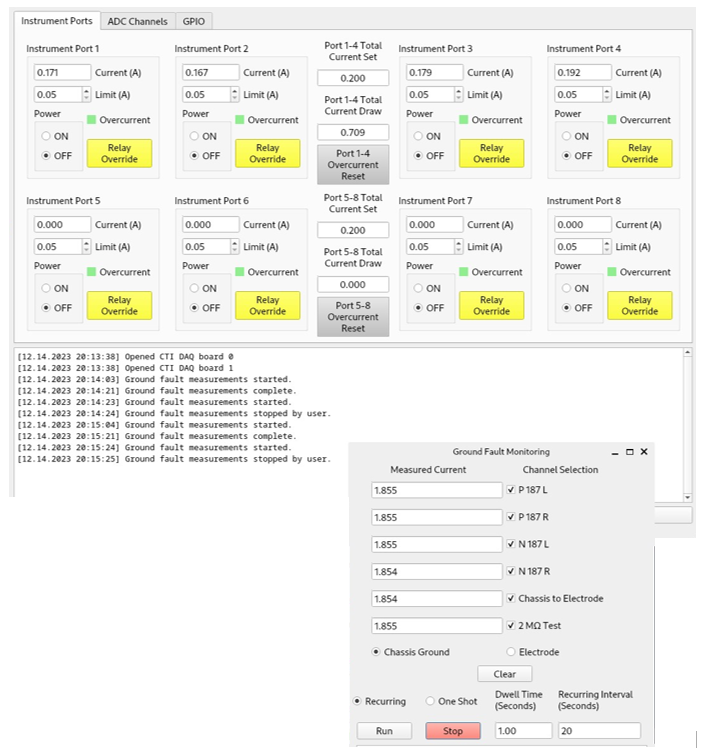 Instrument Ports ADC Channels GPIO
Instrument Port 1
0.171 Current (A)
0.05 Limit (A)
Power
Overcurrent
ON
OFF
Relay
Override
Instrument Port 2
0.167 Current (A)
0.05 Limit (A)
Power
Overcurrent
ON
OFF
Relay
Override
Port 1-4 Total
Current Set
0.200
Port 1-4 Total
Current Draw
0.709
Port 1-4
Overcurrent
Reset
Instrument Port 3
0.179 Current (A)
0.05 Limit (A)
Power
Overcurrent
ON
OFF
Relay
Override
Instrument Port 4
0.192 Current (A)
0.05 Limit (A)
Power
Overcurrent
ON
OFF
Relay
Override
Instrument Port 5
0.000 Current (A)
0.05 Limit (A)
Power
Overcurrent
ON
OFF
Relay
Override
Instrument Port 6
0.000 Current (A)
0.05 Limit (A)
Power
Overcurrent
ON
OFF
Relay
Override
Port 5-8 Total
Current Set
0.200
Port 5-8 Total
Current Draw
0.000
Port 5-8
Overcurrent
Reset
Instrument Port 7
0.000 Current (A)
0.05 Limit (A)
Power
Overcurrent
ON
OFF
Relay
Override
Instrument Port 8
0.000 Current (A)
0.05 Limit (A)
Power
Overcurrent
ON
OFF
Relay
Override
[12.14.2023 20:13:38] Opened CTI DAQ board 0
[12.14.2023 20:13:38] Opened CTI DAQ board 1
[12.14.2023 20:14:03] Ground fault measurements started.
[12.14.2023 20:14:21] Ground fault measurements complete.
[12.14.2023 20:14:23] Ground fault measurements started.
[12.14.2023 20:14:24] Ground fault measurements stopped by user.
[12.14.2023 20:15:04] Ground fault measurements started.
[12.14.2023 20:15:21] Ground fault measurements complete.
[12.14.2023 20:15:24] Ground fault measurements started.
[12.14.2023 20:15:25] Ground fault measurements stopped by user.
Ground Fault Monitoring
Measured Current Channel Selection
1.855 P 187 L
1.855 P 187 R
1.855 N 187 L
1.854 N 187 R
1.854 Chassis to Electrode
1.855 2 MΩ Test
Chassis Ground Electrode
Clear
Recurring One Shot
Dwell Time
(Seconds)
Recurring Interval
(Seconds)
Run Stop 1.00 20